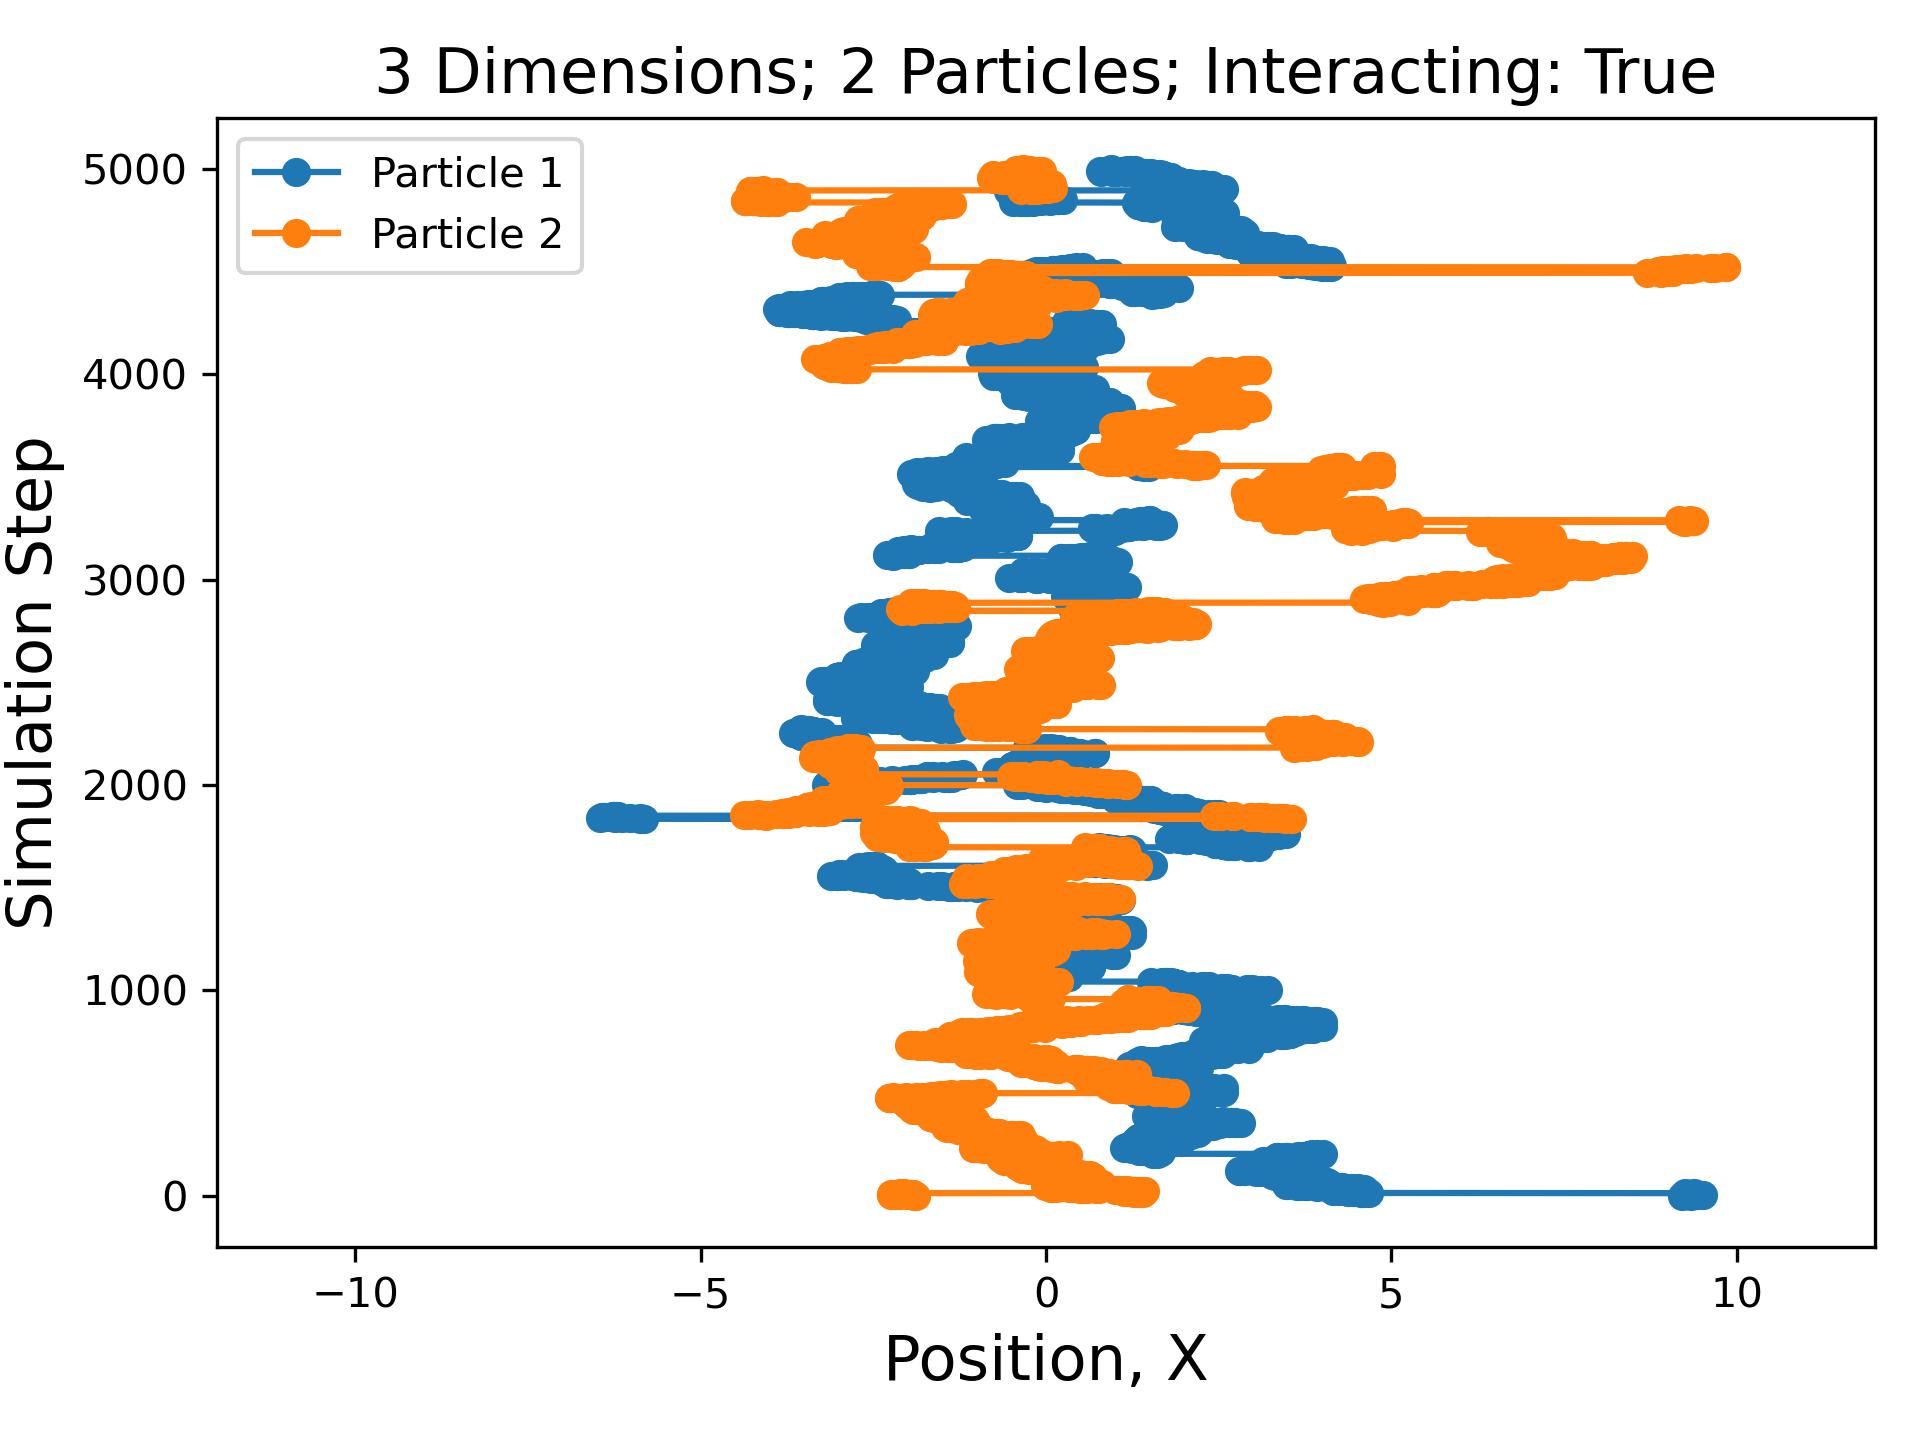 3 Dimensions; 2 Particles; Interacting: True
Particle 1
Particle 2
Simulation Step
5000
4000
3000
2000
1000
0
−10
−5
0
5
10
Position, X